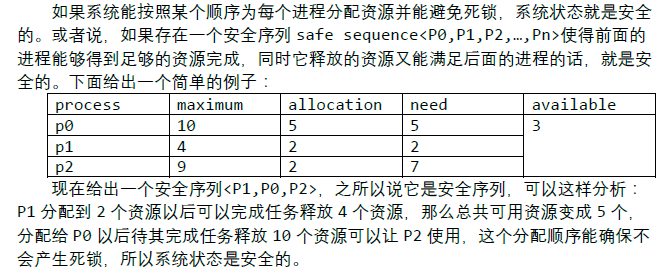 如果系统能按照某个顺序为每个进程分配资源并能避免死锁，系统状态就是安全
的。或者说，如果存在一个安全序列 safe sequence<P0,P1,P2,…,Pn>使得前面的
进程能够得到足够的资源完成，同时它释放的资源又能满足后面的进程的话，就是安
全的。下面给出一个简单的例子：
process maximum allocation need available
p0 10 5 5 3
p1 4 2 2
p2 9 2 7
现在给出一个安全序列<P1,P0,P2>，之所以说它是安全序列，可以这样分析：
P1 分配到 2 个资源以后可以完成任务释放 4 个资源，那么总共可用资源变成 5 个，
分配给 P0 以后待其完成任务释放 10 个资源可以让 P2 使用，这个分配顺序能确保不
会产生死锁，所以系统状态是安全的。